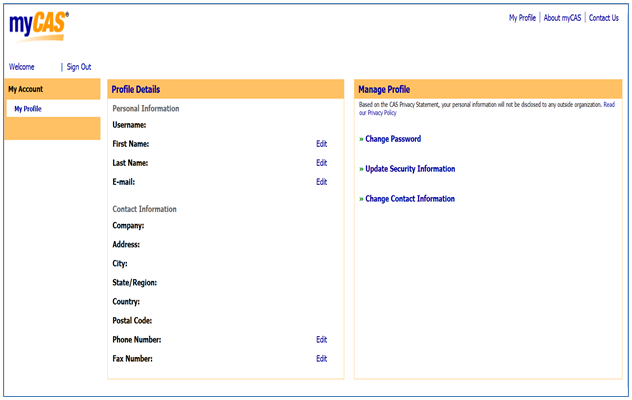 myCAS®
My Profile | About myCAS | Contact Us
Welcome | Sign Out
My Account
My Profile
Profile Details
Personal Information
Username:
First Name: Edit
Last Name: Edit
E-mail: Edit
Contact Information
Company:
Address:
City:
State/Region:
Country:
Postal Code:
Phone Number: Edit
Fax Number: Edit
Manage Profile
Based on the CAS Privacy Statement, your personal information will not be disclosed to any outside organization. Read
our Privacy Policy
» Change Password
» Update Security Information
» Change Contact Information